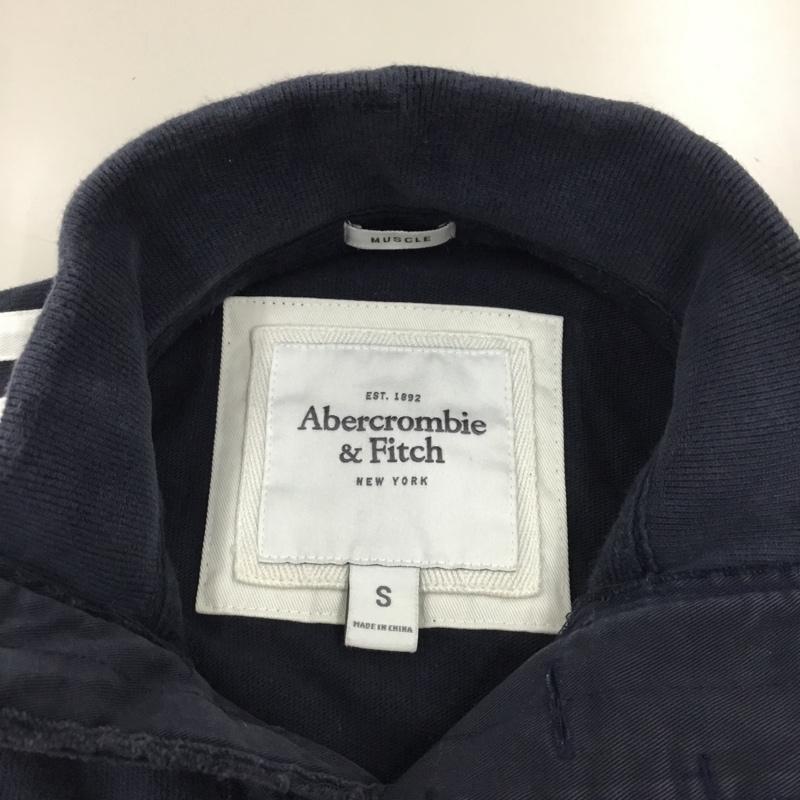 MUSCLE
EST. 1892
Abercrombie
& Fitch
NEW YORK
S
MADE IN CHINA